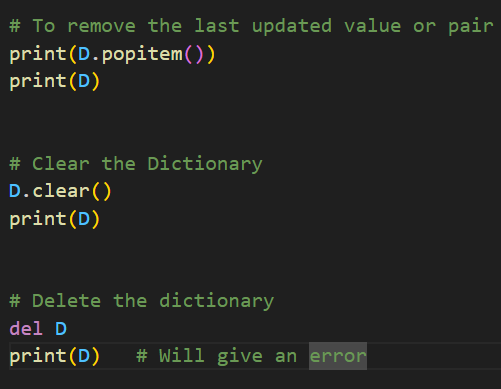 # To remove the last updated value or pair
print(D.popitem())
print(D)
# Clear the Dictionary
D.clear()
print(D)
# Delete the dictionary
del D
print(D)   # Will give an error